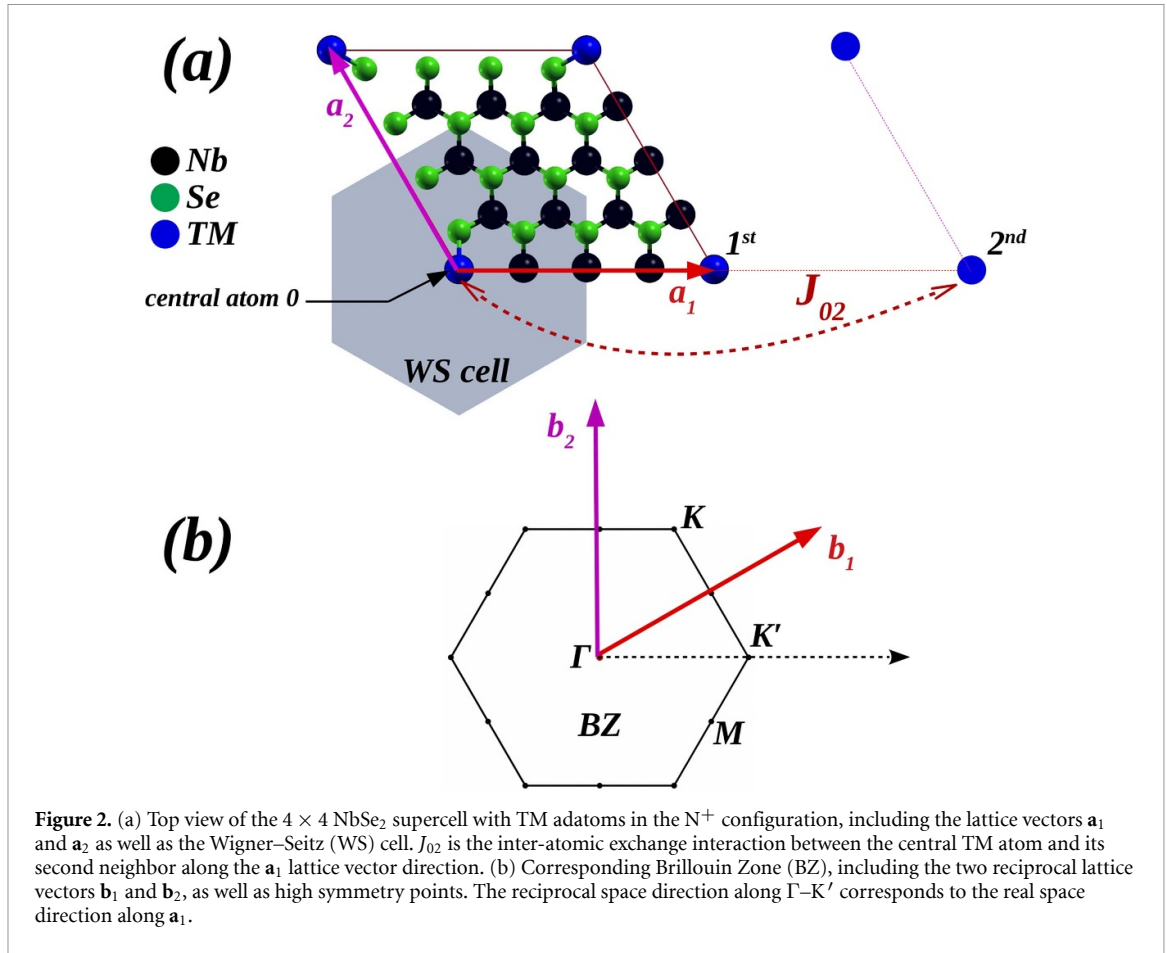 (a)
a2
Nb
Se
TM
1st
2nd
a1
J02
central atom 0
WS cell
b2
(b)
K
b1
Γ
K′
BZ
M
Figure 2. (a) Top view of the 4 × 4 NbSe2 supercell with TM adatoms in the N+ configuration, including the lattice vectors a1
and a2 as well as the Wigner–Seitz (WS) cell. J02 is the inter-atomic exchange interaction between the central TM atom and its
second neighbor along the a1 lattice vector direction. (b) Corresponding Brillouin Zone (BZ), including the two reciprocal lattice
vectors b1 and b2, as well as high symmetry points. The reciprocal space direction along Γ–K′ corresponds to the real space
direction along a1.